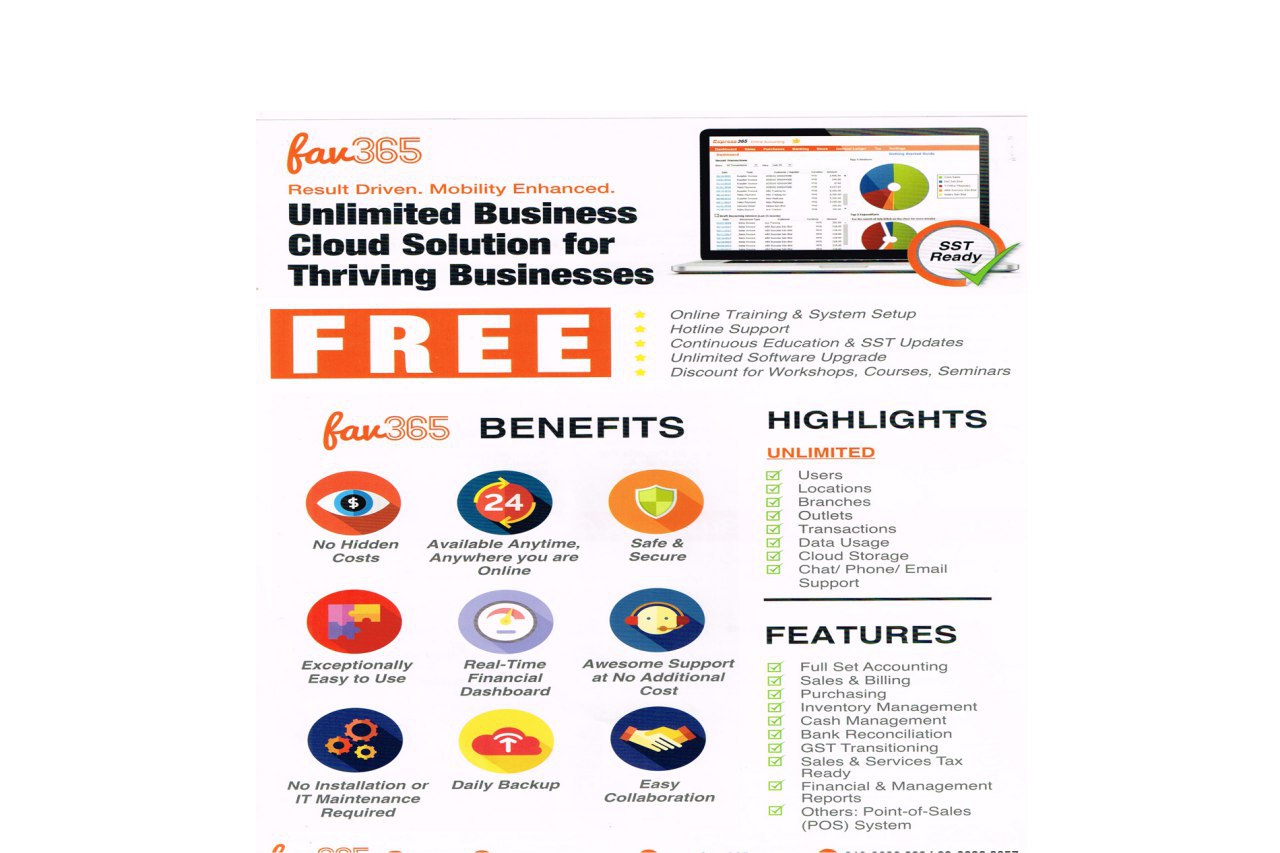 fav365
Result Driven. Mobility Enhanced.
Unlimited Business
Cloud Solution for
Thriving Businesses
SST
Ready
FREE
Online Training & System Setup
Hotline Support
Continuous Education & SST Updates
Unlimited Software Upgrade
Discount for Workshops, Courses, Seminars
fav365 BENEFITS
24
No Hidden
Costs
Available Anytime,
Anywhere you are
Online
Safe &
Secure
Exceptionally
Easy to Use
Real-Time
Financial
Dashboard
Awesome Support
at No Additional
Cost
No Installation or
IT Maintenance
Required
Daily Backup
Easy
Collaboration
HIGHLIGHTS
UNLIMITED
Users
Locations
Branches
Outlets
Transactions
Data Usage
Cloud Storage
Chat/ Phone/ Email
Support
FEATURES
Full Set Accounting
Sales & Billing
Purchasing
Inventory Management
Cash Management
Bank Reconciliation
GST Transitioning
Sales & Services Tax
Ready
Financial & Management
Reports
Others: Point-of-Sales
(POS) System